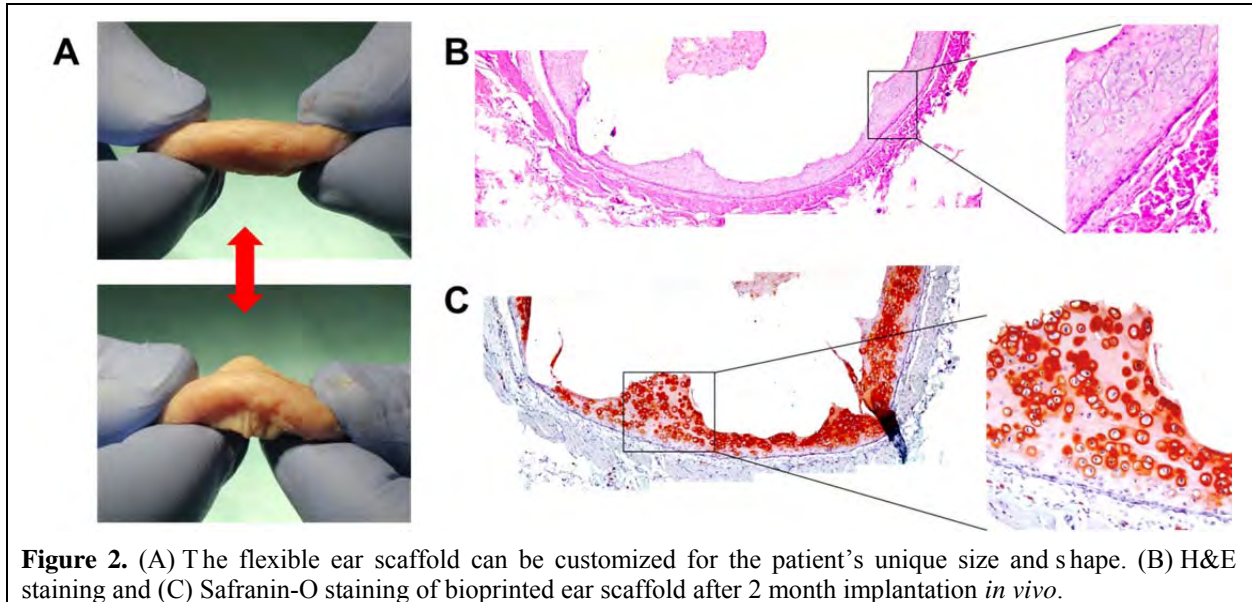 A
B
C
Figure 2. (A) The flexible ear scaffold can be customized for the patient's unique size and shape. (B) H&E
staining and (C) Safranin-O staining of bioprinted ear scaffold after 2 month implantation in vivo.